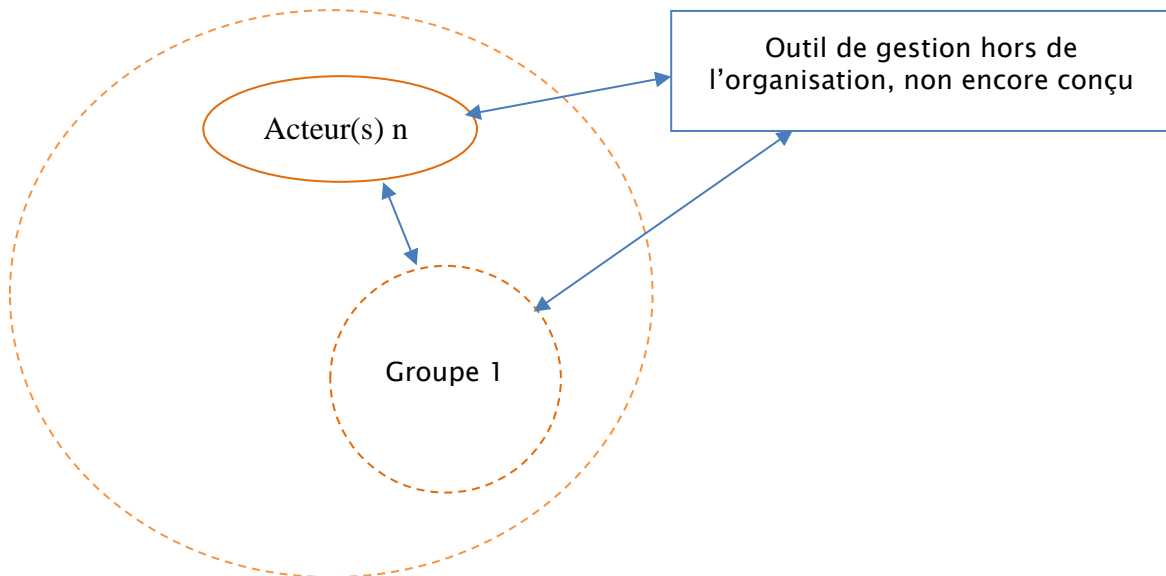 Outil de gestion hors de
l’organisation, non encore conçu
Acteur(s) n
Groupe 1